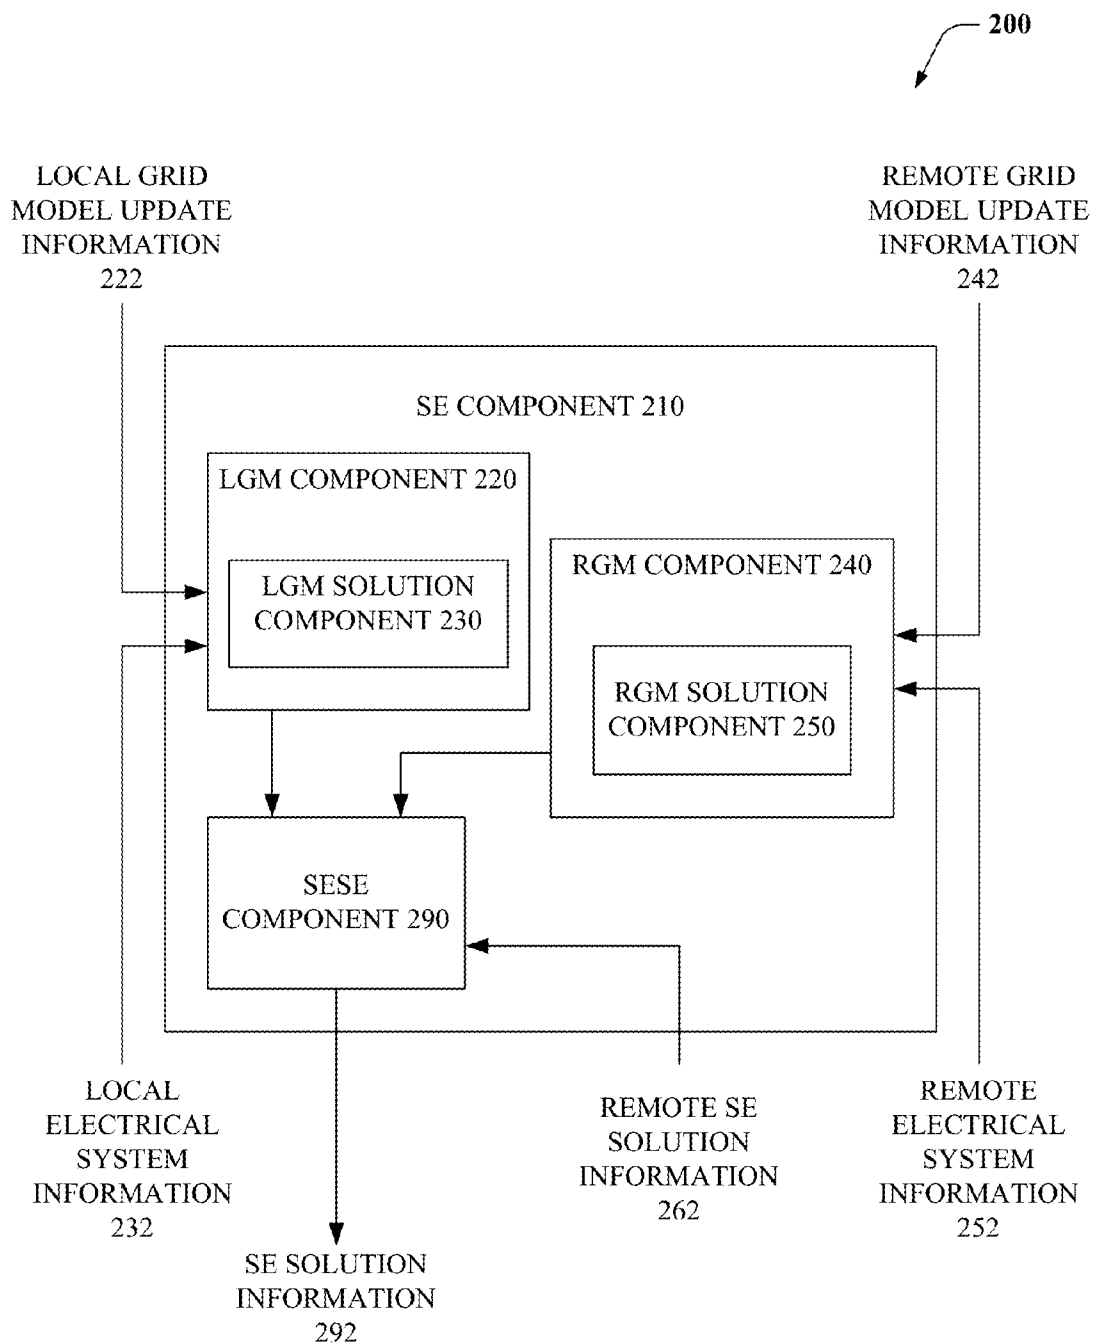 200
LOCAL GRID
MODEL UPDATE
INFORMATION
222
REMOTE GRID
MODEL UPDATE
INFORMATION
242
SE COMPONENT 210
LGM COMPONENT 220
LGM SOLUTION
COMPONENT 230
RGM COMPONENT 240
RGM SOLUTION
COMPONENT 250
SESE
COMPONENT 290
LOCAL
ELECTRICAL
SYSTEM
INFORMATION
232
REMOTE SE
SOLUTION
INFORMATION
262
REMOTE
ELECTRICAL
SYSTEM
INFORMATION
252
SE SOLUTION
INFORMATION
292